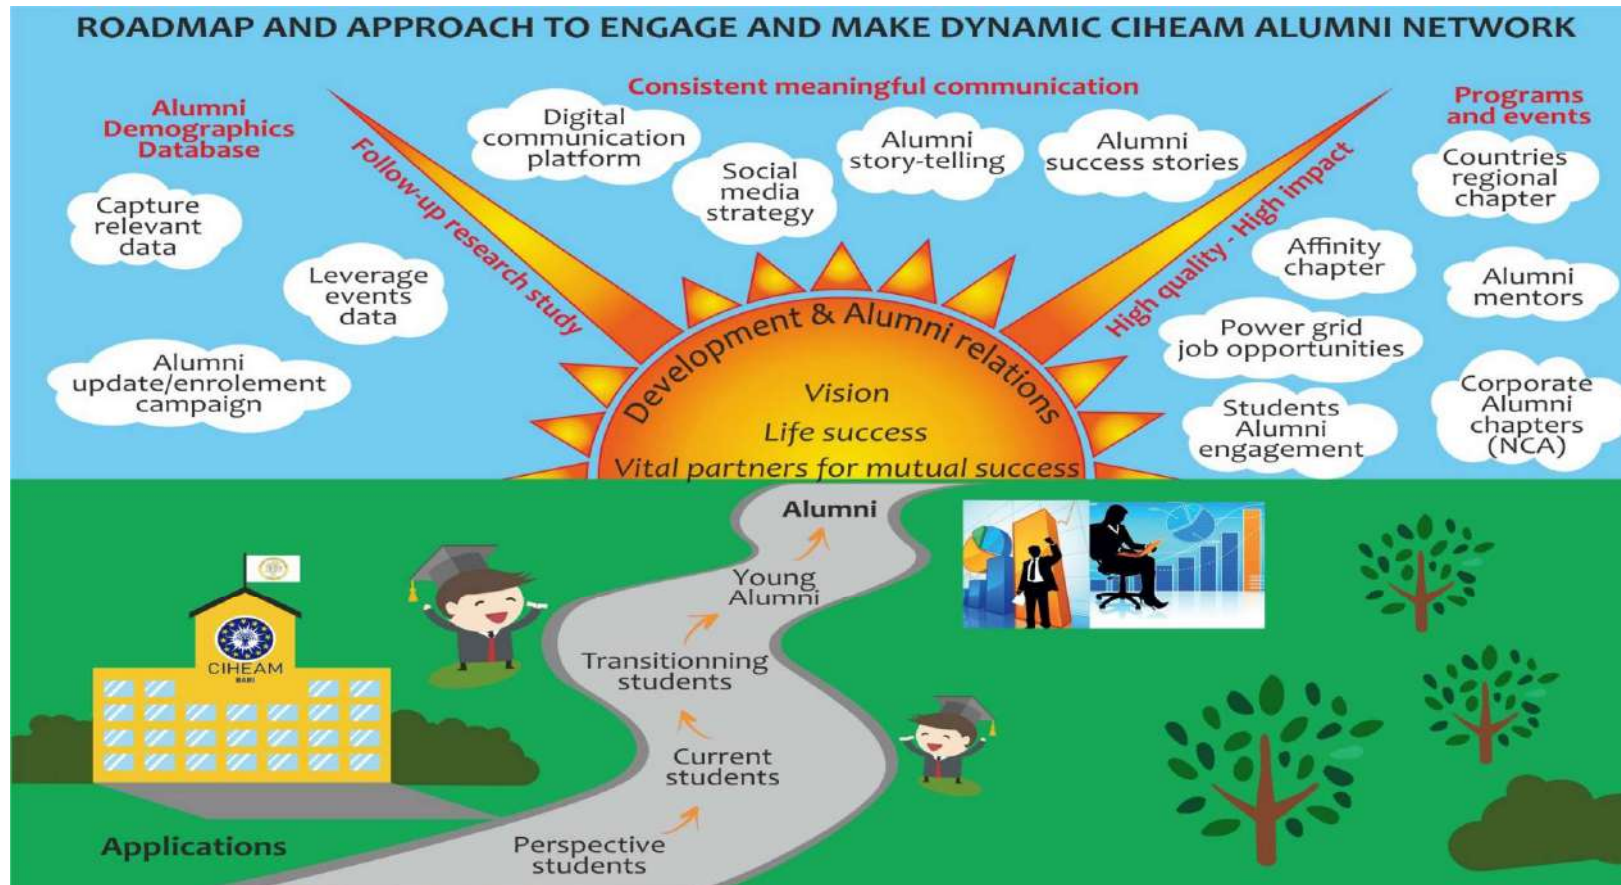 ROADMAP AND APPROACH TO ENGAGE AND MAKE DYNAMIC CIHEAM ALUMNI NETWORK
Alumni
Demographics
Database
Capture
relevant
data
Leverage
events
data
Alumni
update/enrolement
campaign
Follow-up research study
Consistent meaningful communication
Digital
communication
platform
Social
media
strategy
Alumni
story-telling
Alumni
success stories
High quality - High impact
Programs
and events
Countries
regional
chapter
Affinity
chapter
Alumni
mentors
Power grid
job opportunities
Students
Alumni
engagement
Corporate
Alumni
chapters
(NCA)
Development & Alumni relations
Vision
Life success
Vital partners for mutual success
Alumni
Young
Alumni
Transitionning
students
Current
students
Perspective
students
CIHEAM
BARI
Applications